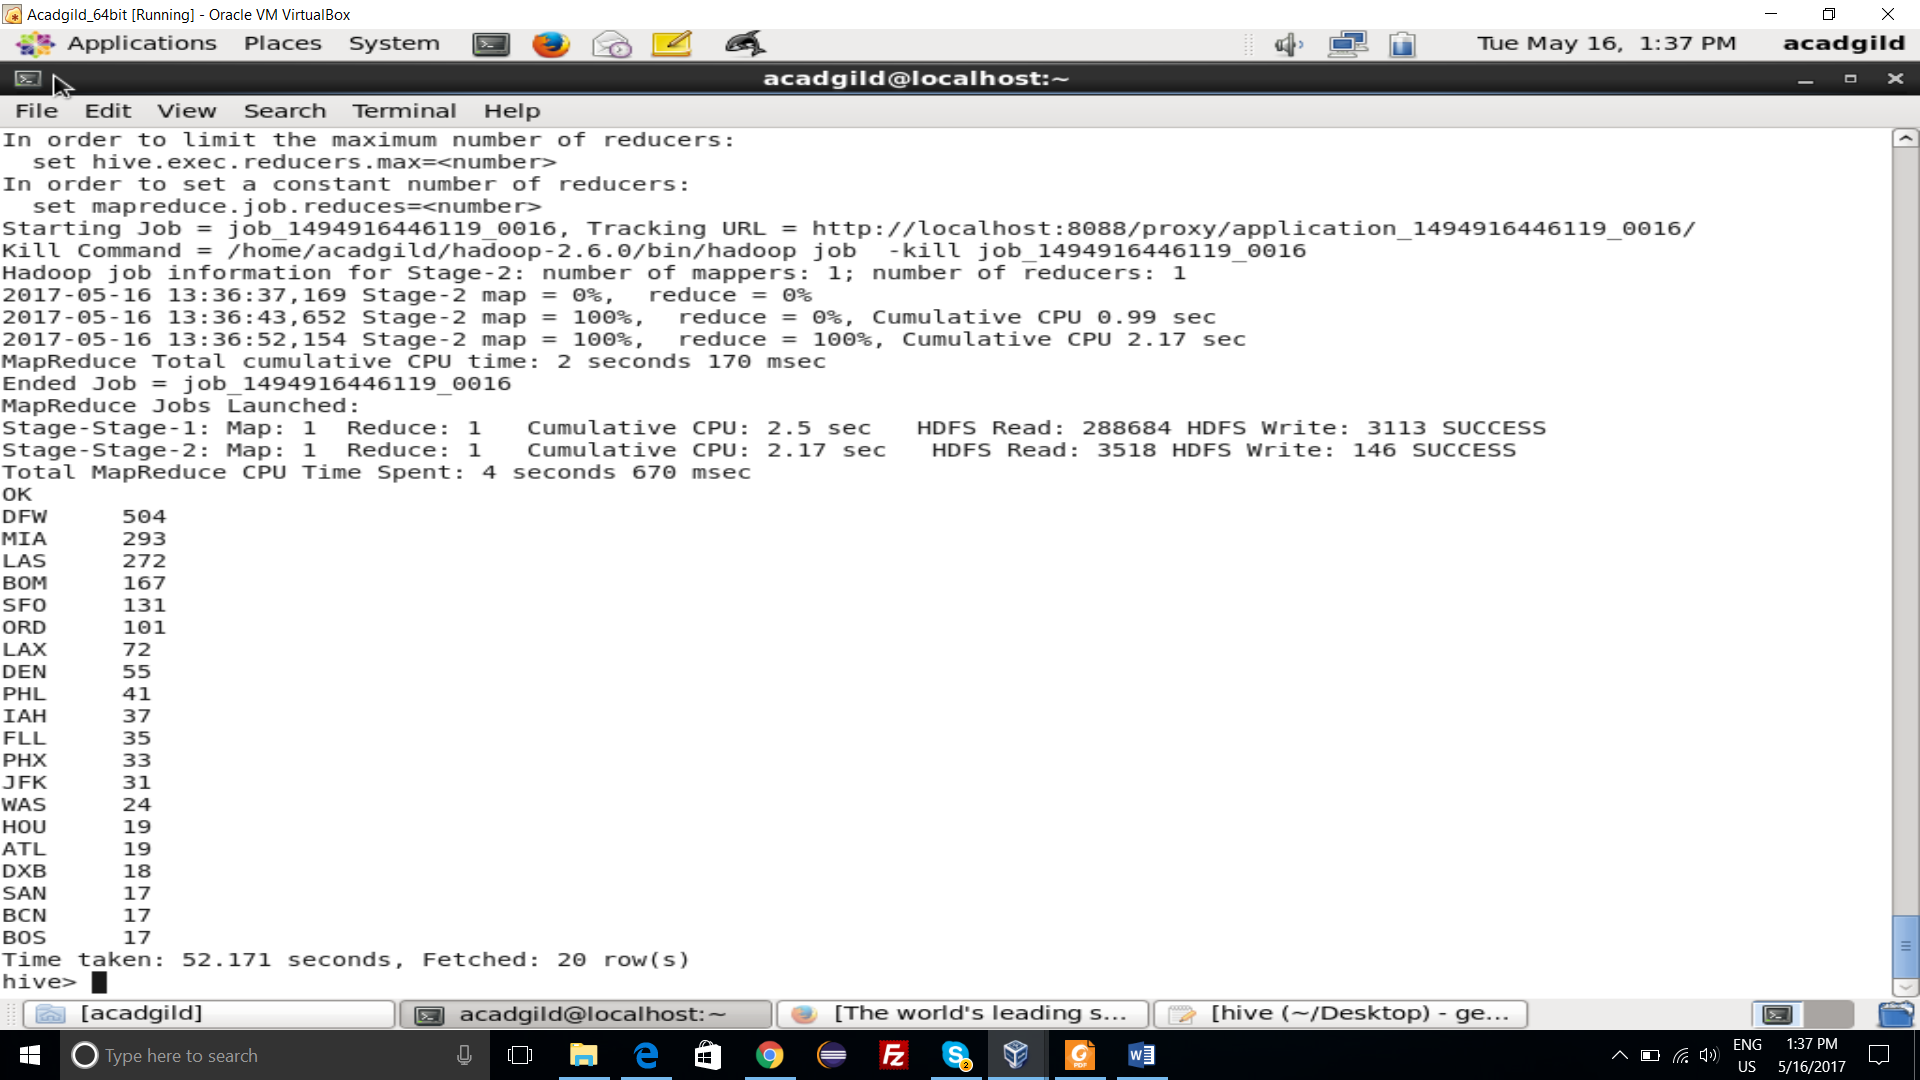 Acadgild_64bit [Running] - Oracle VM VirtualBox
Applications Places System Tue May 16, 1:37 PM acadgild
acadgild@localhost:~
File Edit View Search Terminal Help
In order to limit the maximum number of reducers:
  set hive.exec.reducers.max=<number>
In order to set a constant number of reducers:
  set mapreduce.job.reduces=<number>
Starting Job = job_1494916446119_0016, Tracking URL = http://localhost:8088/proxy/application_1494916446119_0016/
Kill Command = /home/acadgild/hadoop-2.6.0/bin/hadoop job  -kill job_1494916446119_0016
Hadoop job information for Stage-2: number of mappers: 1; number of reducers: 1
2017-05-16 13:36:37,169 Stage-2 map = 0%,  reduce = 0%
2017-05-16 13:36:43,652 Stage-2 map = 100%,  reduce = 0%, Cumulative CPU 0.99 sec
2017-05-16 13:36:52,154 Stage-2 map = 100%,  reduce = 100%, Cumulative CPU 2.17 sec
MapReduce Total cumulative CPU time: 2 seconds 170 msec
Ended Job = job_1494916446119_0016
MapReduce Jobs Launched:
Stage-Stage-1: Map: 1  Reduce: 1   Cumulative CPU: 2.5 sec   HDFS Read: 288684 HDFS Write: 3113 SUCCESS
Stage-Stage-2: Map: 1  Reduce: 1   Cumulative CPU: 2.17 sec   HDFS Read: 3518 HDFS Write: 146 SUCCESS
Total MapReduce CPU Time Spent: 4 seconds 670 msec
OK
DFW     504
MIA     293
LAS     272
BOM     167
SFO     131
ORD     101
LAX     72
DEN     55
PHL     41
IAH     37
FLL     35
PHX     33
JFK     31
WAS     24
HOU     19
ATL     19
DXB     18
SAN     17
BCN     17
BOS     17
Time taken: 52.171 seconds, Fetched: 20 row(s)
hive>
[acadgild] acadgild@localhost:~ [The world's leading s... [hive (~/Desktop) - ge...
Type here to search ENG 1:37 PM
US 5/16/2017